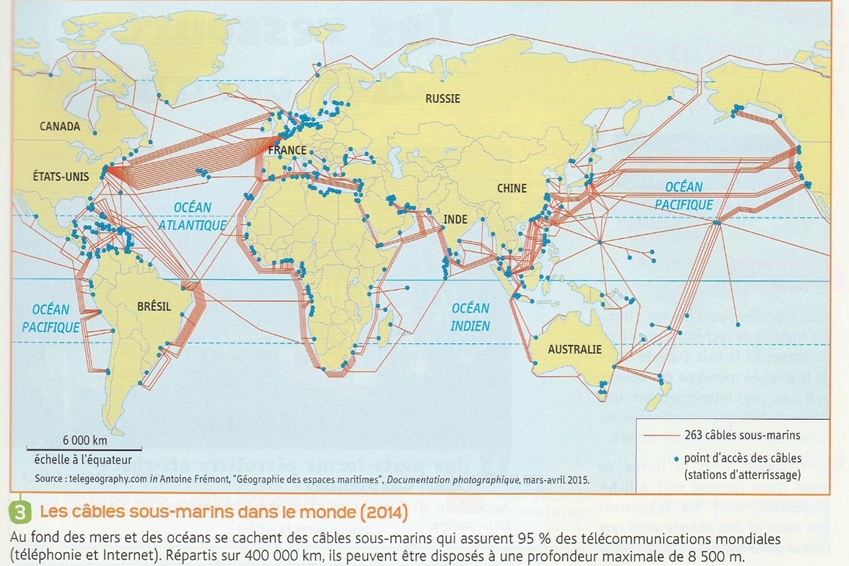 RUSSIE
CANADA
FRANCE
ÉTATS-UNIS
CHINE
OCÉAN
PACIFIQUE
OCÉAN
ATLANTIQUE
INDE
BRÉSIL
OCÉAN
PACIFIQUE
OCÉAN
INDIEN
AUSTRALIE
6 000 km
échelle à l'équateur
263 câbles sous-marins
point d'accès des câbles
(stations d'atterrissage)
Source : telegeography.com in Antoine Frémont, "Géographie des espaces maritimes", Documentation photographique, mars-avril 2015.
3 Les câbles sous-marins dans le monde (2014)
Au fond des mers et des océans se cachent des câbles sous-marins qui assurent 95 % des télécommunications mondiales
(téléphonie et Internet). Répartis sur 400 000 km, ils peuvent être disposés à une profondeur maximale de 8 500 m.